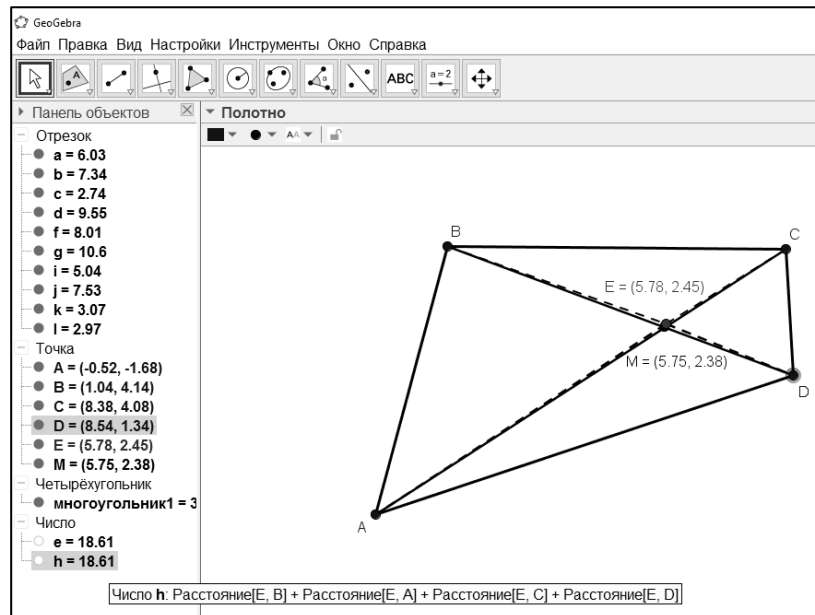 GeoGebra
Файл Правка Вид Настройки Инструменты Окно Справка
A
α
ABC
a=2
Панель объектов
Полотно
AA
Отрезок
a = 6.03
b = 7.34
c = 2.74
d = 9.55
f = 8.01
g = 10.6
i = 5.04
j = 7.53
k = 3.07
l = 2.97
Точка
A = (-0.52, -1.68)
B = (1.04, 4.14)
C = (8.38, 4.08)
D = (8.54, 1.34)
E = (5.78, 2.45)
M = (5.75, 2.38)
Четырёхугольник
многоугольник1 = 3
Число
e = 18.61
h = 18.61
B
C
E = (5.78, 2.45)
M = (5.75, 2.38)
D
A
Число h: Расстояние[E, B] + Расстояние[E, A] + Расстояние[E, C] + Расстояние[E, D]